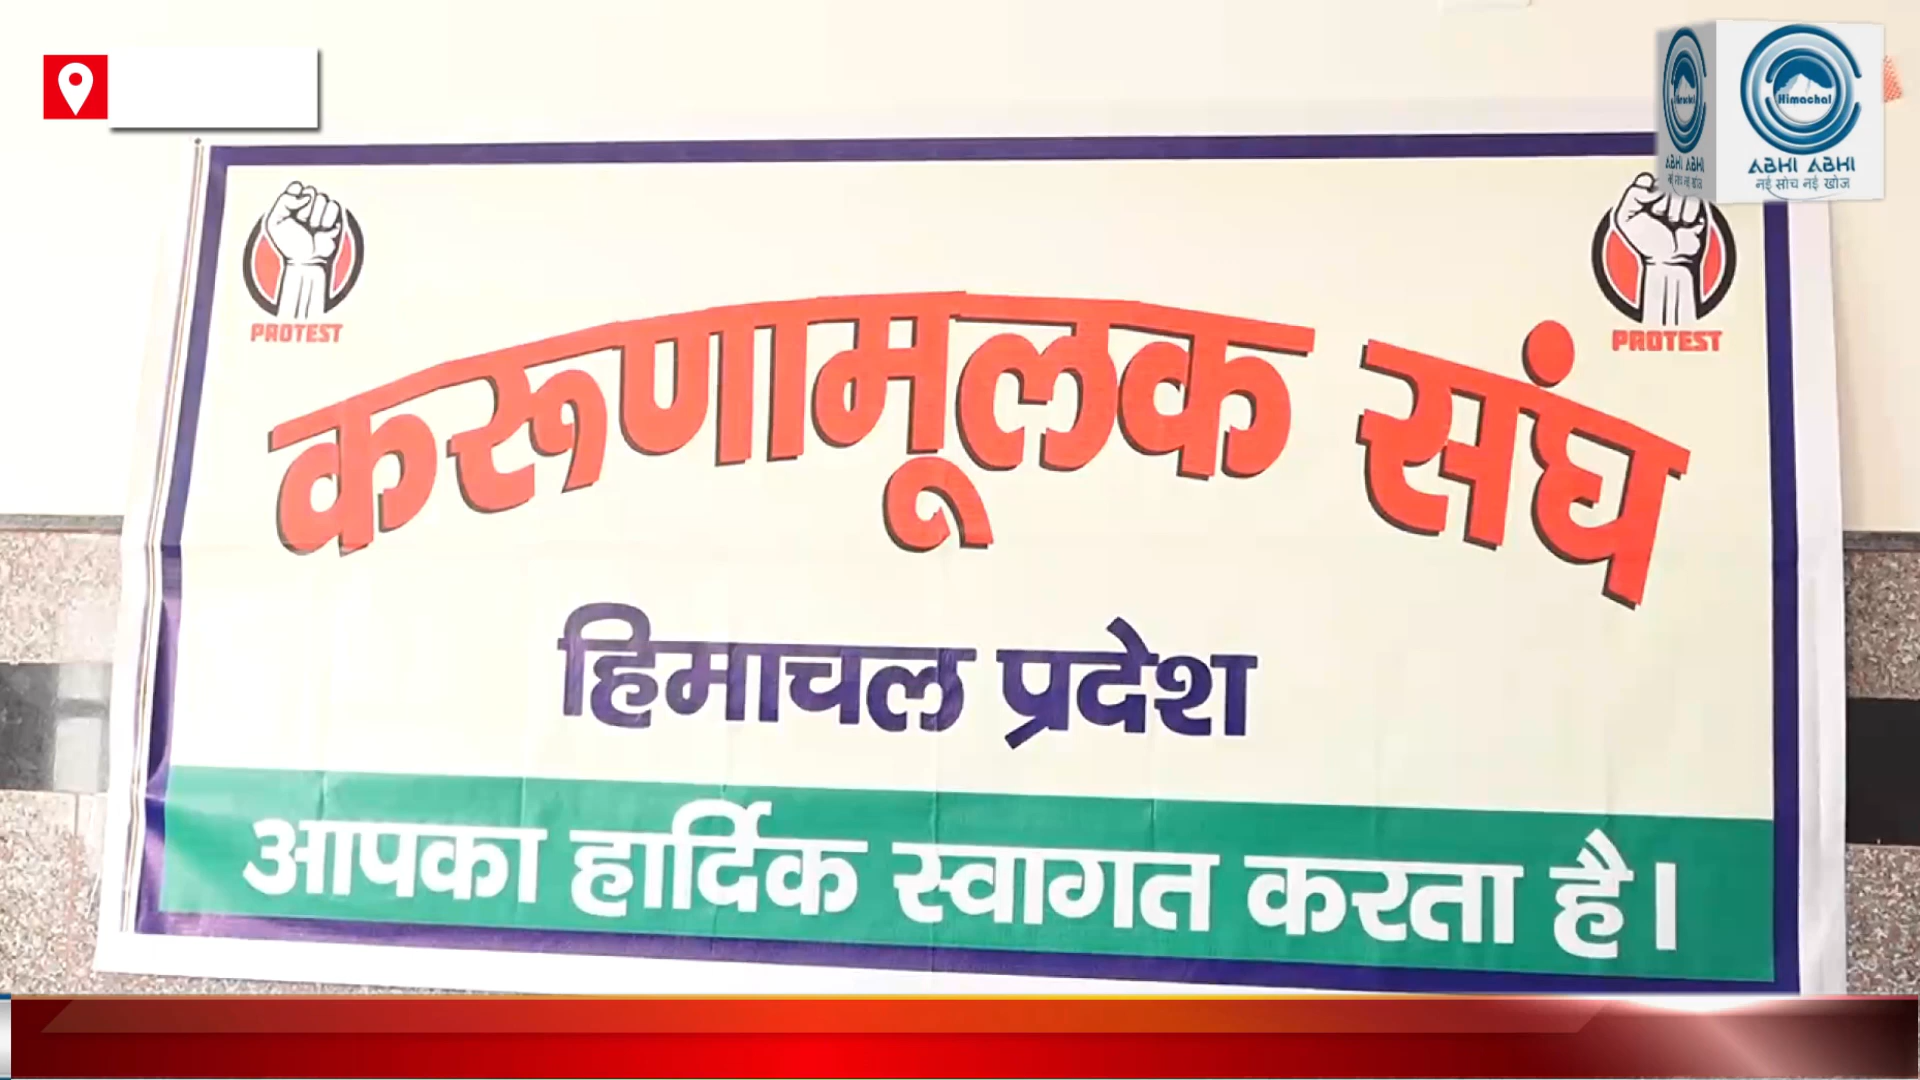 Himachal
ABHI ABHI
नई सोच नई खोज
PROTEST
PROTEST
करूणामूलक संघ
हिमाचल प्रदेश
आपका हार्दिक स्वागत करता है।